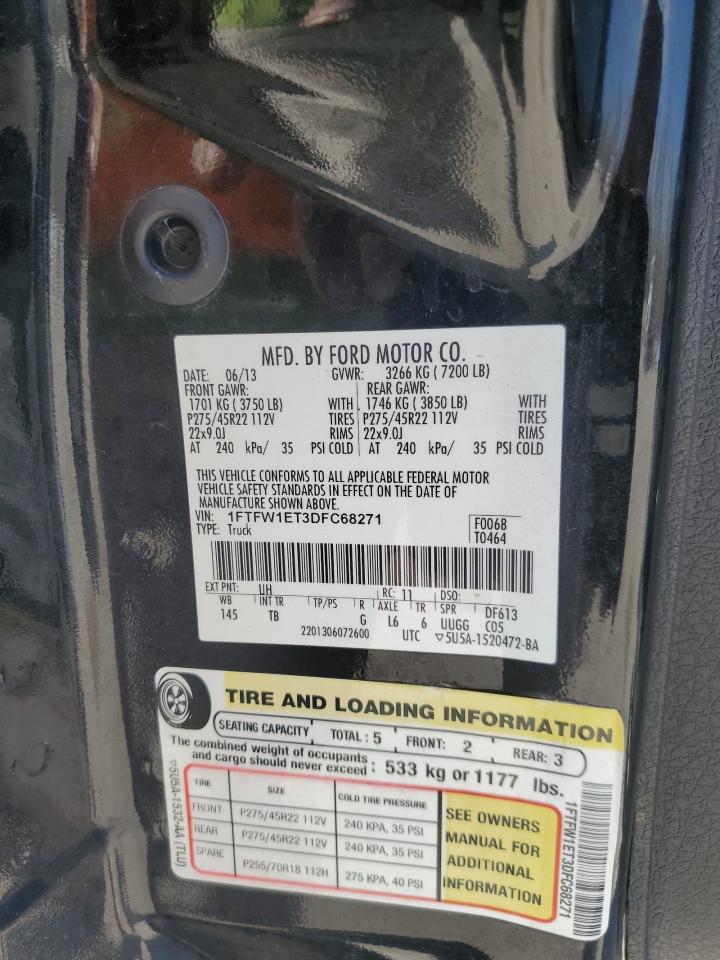 MFD. BY FORD MOTOR CO.
DATE: 06/13 GVWR: 3266 KG ( 7200 LB)
FRONT GAWR: REAR GAWR:
1701 KG ( 3750 LB) WITH 1746 KG ( 3850 LB) WITH
P275/45R22 112V TIRES P275/45R22 112V TIRES
22x9.0J RIMS 22x9.0J RIMS
AT 240 kPa/ 35 PSI COLD AT 240 kPa/ 35 PSI COLD
THIS VEHICLE CONFORMS TO ALL APPLICABLE FEDERAL MOTOR
VEHICLE SAFETY STANDARDS IN EFFECT ON THE DATE OF
MANUFACTURE SHOWN ABOVE.
VIN: 1FTFW1ET3DFC68271 F006B
TYPE: Truck T0464
EXT PNT: UH RC: 11 DSO:
WB INT TR TP/PS R AXLE TR SPR DF613
145 TB G L6 6 UUGG C05
2201306072600 UTC ▽5U5A-1520472-BA
TIRE AND LOADING INFORMATION
SEATING CAPACITY TOTAL : 5 FRONT: 2 REAR: 3
The combined weight of occupants
and cargo should never exceed : 533 kg or 1177 lbs.
TIRE SIZE COLD TIRE PRESSURE
FRONT P275/45R22 112V 240 KPA, 35 PSI
REAR P275/45R22 112V 240 KPA, 35 PSI
SPARE P255/70R18 112H 275 KPA, 40 PSI
SEE OWNERS
MANUAL FOR
ADDITIONAL
INFORMATION
▽5U5A-1532-AA (TLU)
1FTFW1ET3DFC68271